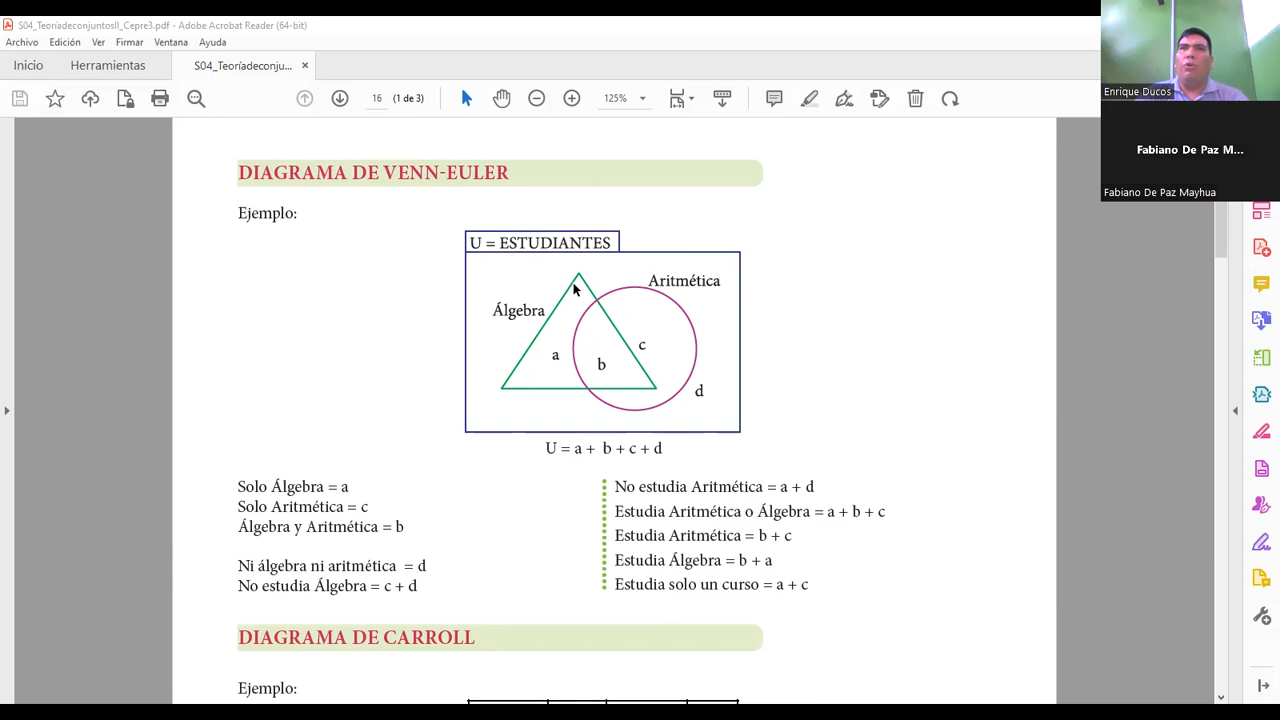 S04_TeoríadeconjuntosII_Cepre3.pdf - Adobe Acrobat Reader (64-bit)
Archivo Edición Ver Firmar Ventana Ayuda
Inicio Herramientas S04_Teoríadeconju... ×
16 (1 de 3) 125%
Enrique Ducos
Fabiano De Paz M...
Fabiano De Paz Mayhua
DIAGRAMA DE VENN-EULER
Ejemplo:
U = ESTUDIANTES
Aritmética
Álgebra
a
b
c
d
U = a + b + c + d
Solo Álgebra = a
Solo Aritmética = c
Álgebra y Aritmética = b
Ni álgebra ni aritmética = d
No estudia Álgebra = c + d
No estudia Aritmética = a + d
Estudia Aritmética o Álgebra = a + b + c
Estudia Aritmética = b + c
Estudia Álgebra = b + a
Estudia solo un curso = a + c
DIAGRAMA DE CARROLL
Ejemplo: